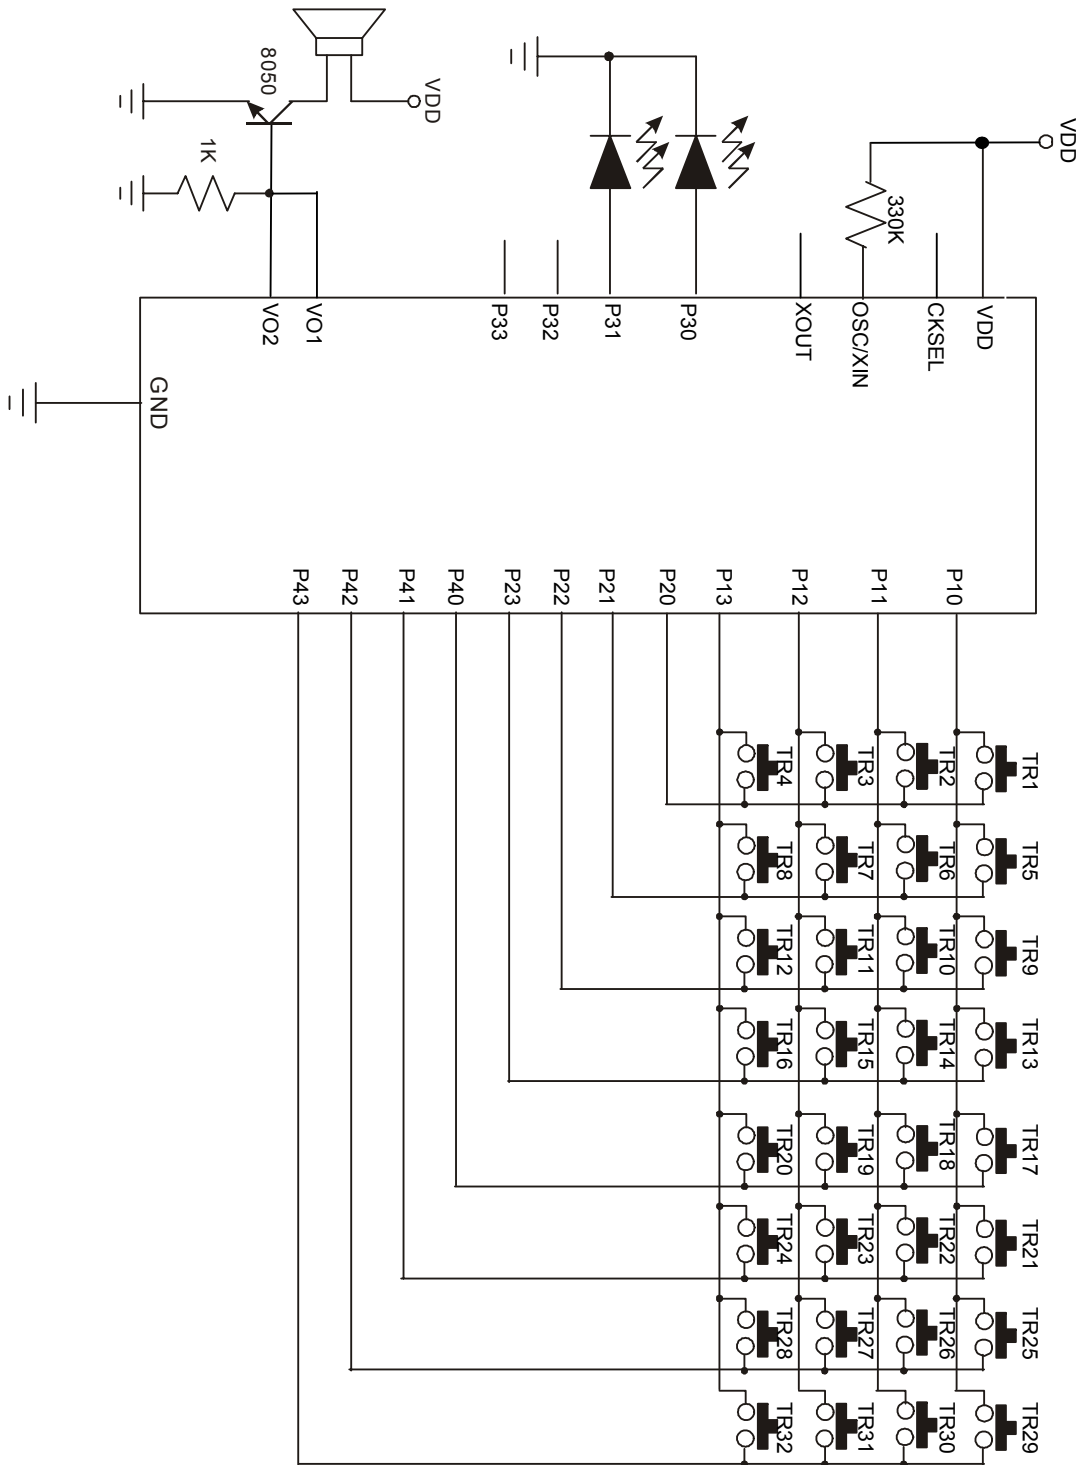 8050
VDD
VDD
1K
330K
VO2
VO1
P33
P32
P31
P30
XOUT
OSC/XIN
CKSEL
VDD
GND
P43
P42
P41
P40
P23
P22
P21
P20
P13
P12
P11
P10
TR4
TR3
TR2
TR1
TR8
TR7
TR6
TR5
TR12
TR11
TR10
TR9
TR16
TR15
TR14
TR13
TR20
TR19
TR18
TR17
TR24
TR23
TR22
TR21
TR28
TR27
TR26
TR25
TR32
TR31
TR30
TR29